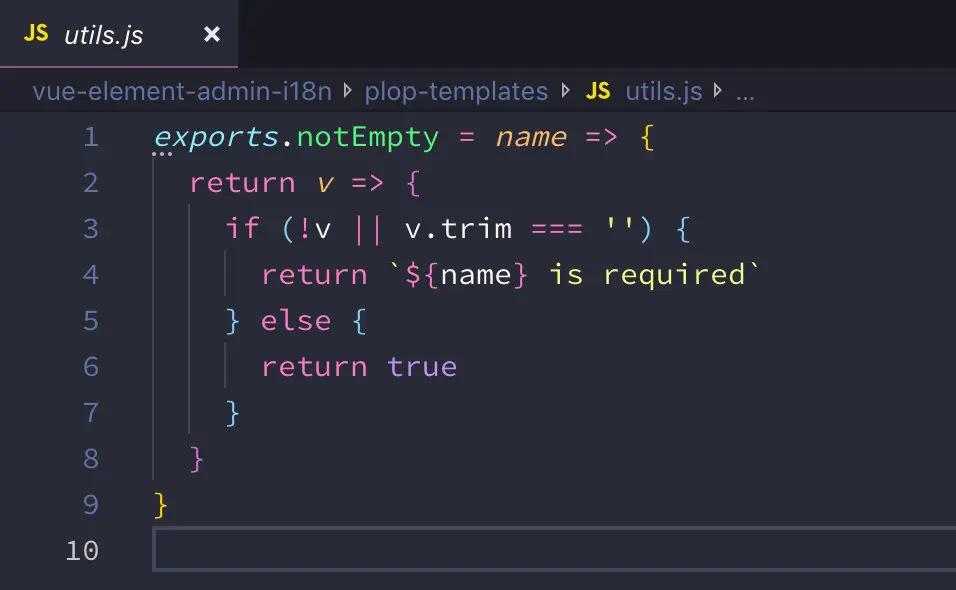 JS utils.js ×
vue-element-admin-i18n plop-templates JS utils.js ...
1 exports.notEmpty = name => {
2   return v => {
3     if (!v || v.trim === '') {
4       return `${name} is required`
5     } else {
6       return true
7     }
8   }
9 }
10